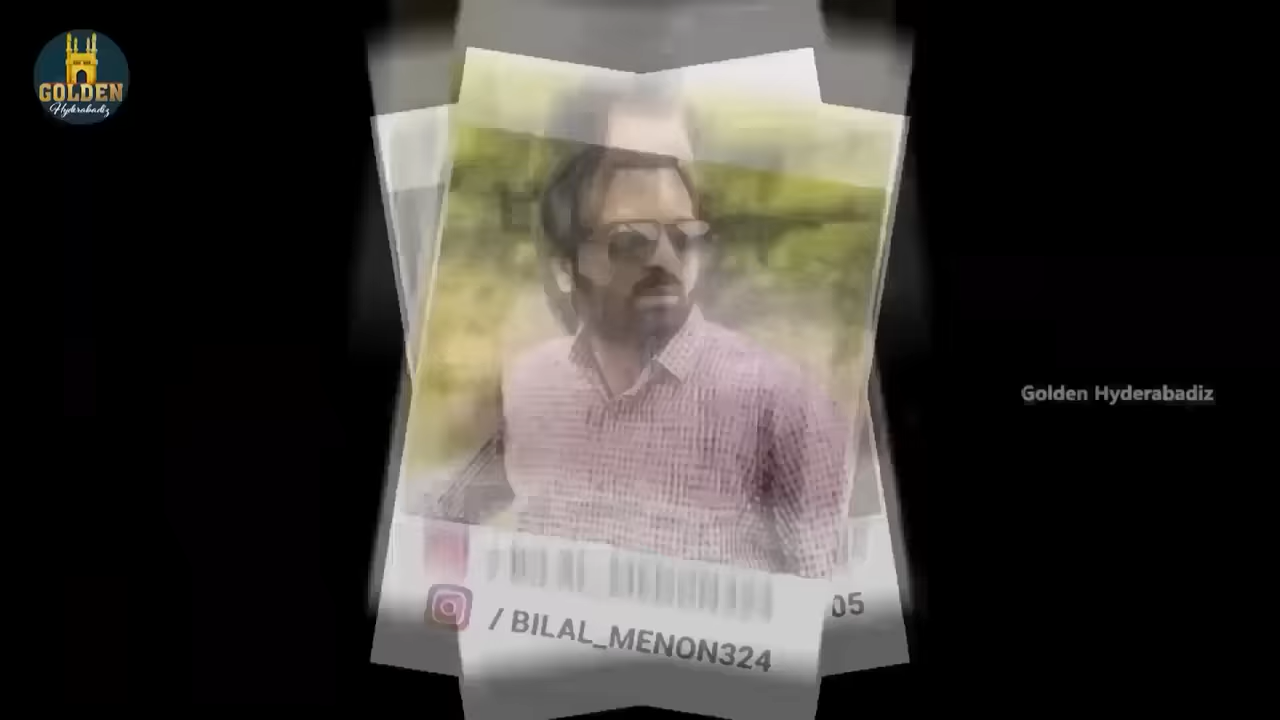 GOLDEN
Hyderabadiz
Golden Hyderabadiz
05
/ BILAL_MENON324